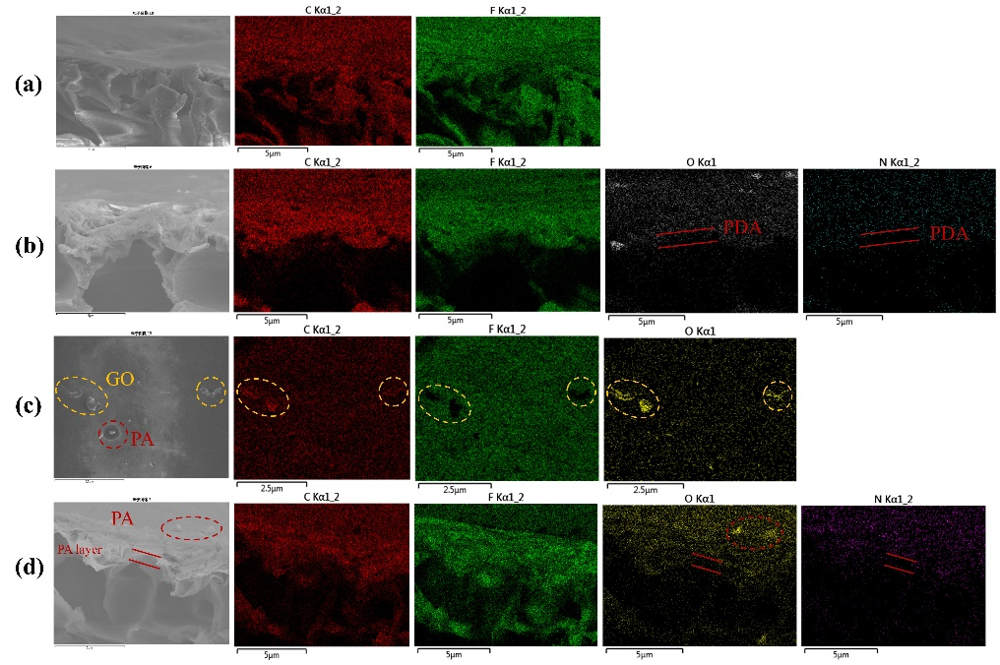 C Kα1_2
F Kα1_2
(a)
5μm
5μm
C Kα1_2
F Kα1_2
O Kα1
N Kα1_2
(b)
PDA
PDA
5μm
5μm
5μm
5μm
C Kα1_2
F Kα1_2
O Kα1
(c)
GO
PA
2.5μm
2.5μm
2.5μm
C Kα1_2
F Kα1_2
O Kα1
N Kα1_2
(d)
PA
PA layer
5μm
5μm
5μm
5μm